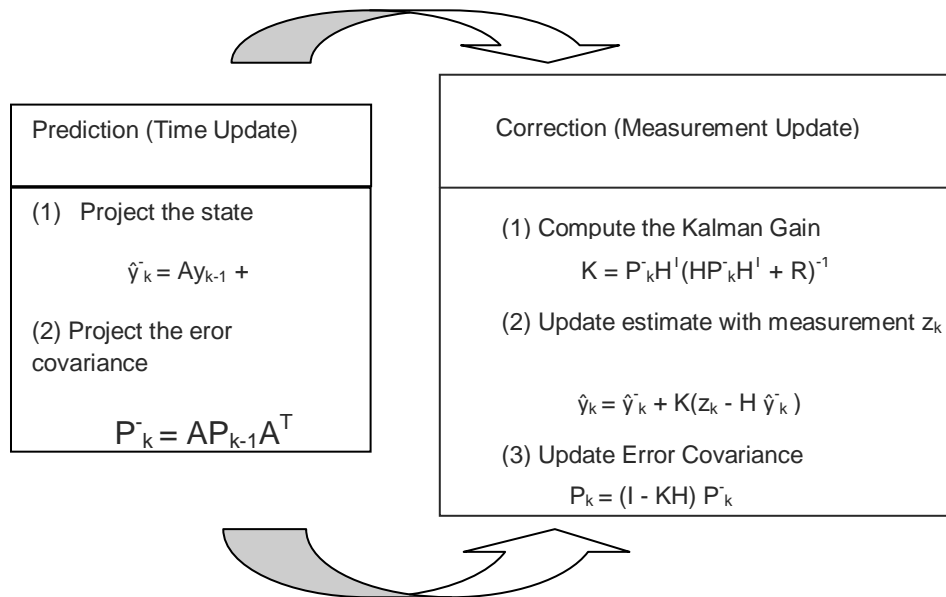 Prediction (Time Update)
(1) Project the state
ŷ⁻ₖ = Ayₖ₋₁ +
(2) Project the eror
covariance
P⁻ₖ = APₖ₋₁Aᵀ
Correction (Measurement Update)
(1) Compute the Kalman Gain
K = P⁻ₖHᴵ(HP⁻ₖHᴵ + R)⁻¹
(2) Update estimate with measurement zₖ
ŷₖ = ŷ⁻ₖ + K(zₖ - H ŷ⁻ₖ )
(3) Update Error Covariance
Pₖ = (I - KH) P⁻ₖ